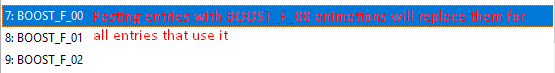 7: BOOST_F_00 Pasting entries with BOOST_F_00 animations will replace them for
8: BOOST_F_01 all entries that use it
9: BOOST_F_02